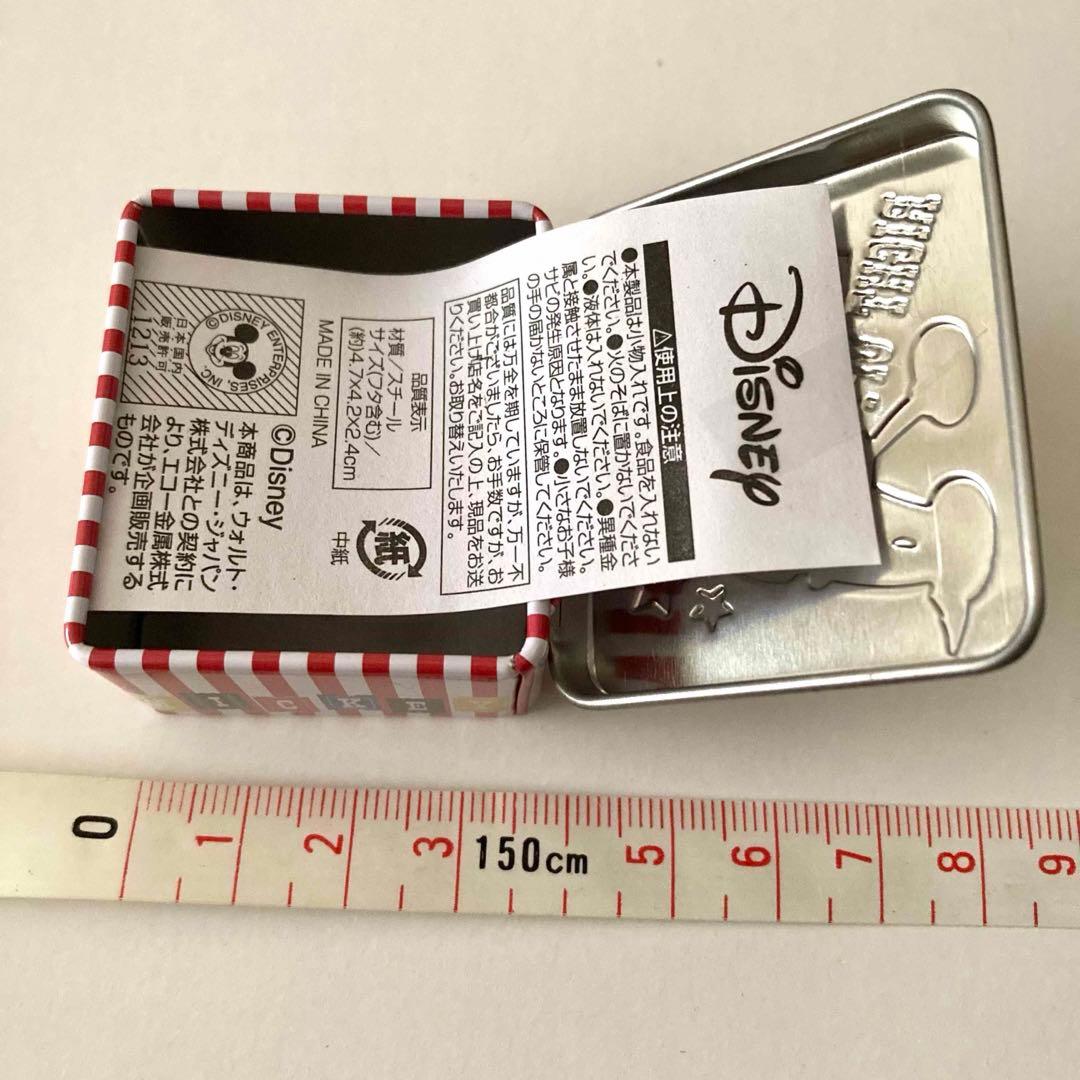 Disney
⚠使用上の注意
●本製品は小物入れです。食品を入れない
でください。●火のそばに置かないでくださ
い。●液体は入れないでください。●異種金
属と接触させたまま放置しないでください。
サビの発生原因となります。●小さなお子様
の手の届かないところに保管してください。
品質には万全を期していますが、万一不
都合がございましたら、お手数ですが、お
買い上げ店名をご記入の上、現品をお送
りください。お取り替えいたします。
品質表示
材質/スチール
サイズ(フタ含む)/
(約)4.7×4.2×2.4cm
MADE IN CHINA
紙
中紙
©DISNEY ENTERPRISES, INC.
日本国内
販売許可
1213
©Disney
本商品は、ウォルト・
ディズニー・ジャパン
株式会社との契約に
より、エコー金属株式
会社が企画販売する
ものです。
ICKEY
0 1 2 3 150cm 5 6 7 8 9